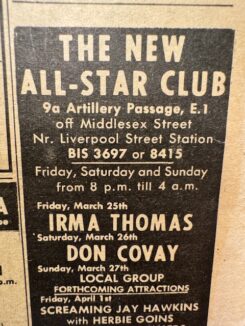 THE NEW
ALL-STAR CLUB
9a Artillery Passage, E.1
off Middlesex Street
Nr. Liverpool Street Station
BIS 3697 or 8415
Friday, Saturday and Sunday
from 8 p.m. till 4 a.m.
Friday, March 25th
IRMA THOMAS
Saturday, March 26th
DON COVAY
Sunday, March 27th
LOCAL GROUP
FORTHCOMING ATTRACTIONS
Friday, April 1st
SCREAMING JAY HAWKINS
with HERBIE GOINS